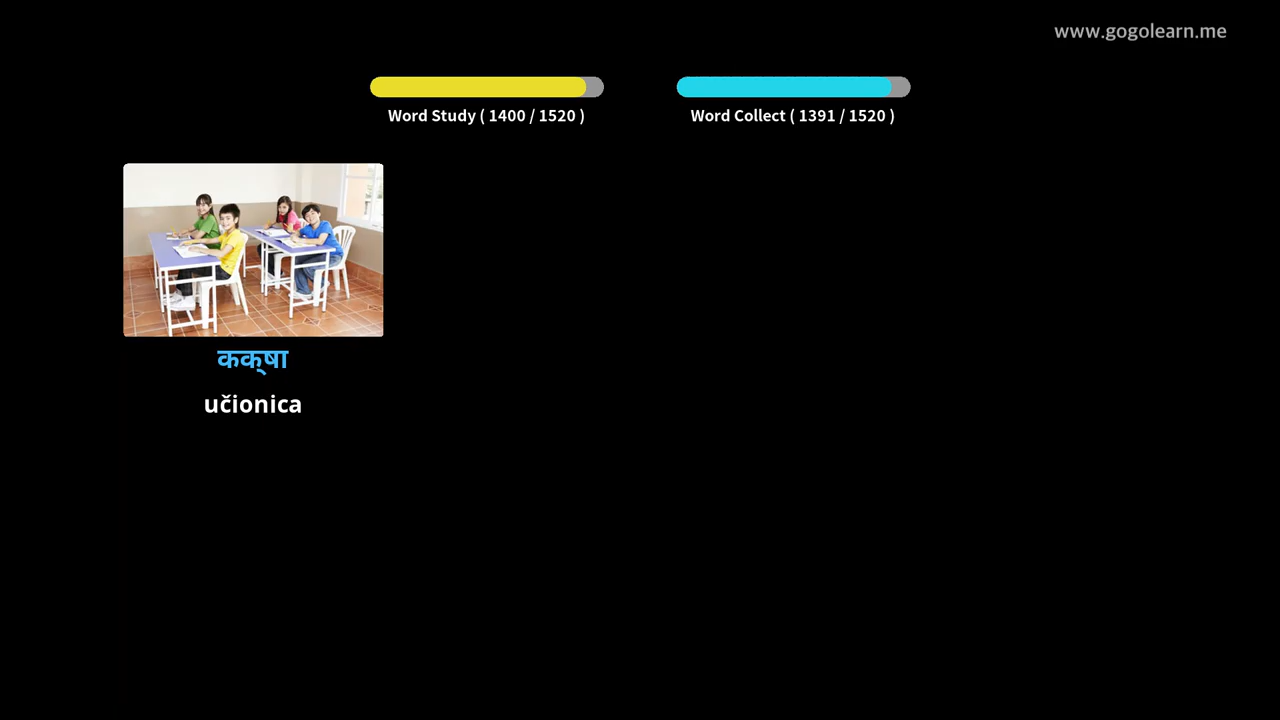 www.gogolearn.me
Word Study ( 1400 / 1520 )
Word Collect ( 1391 / 1520 )
कक्षा
učionica